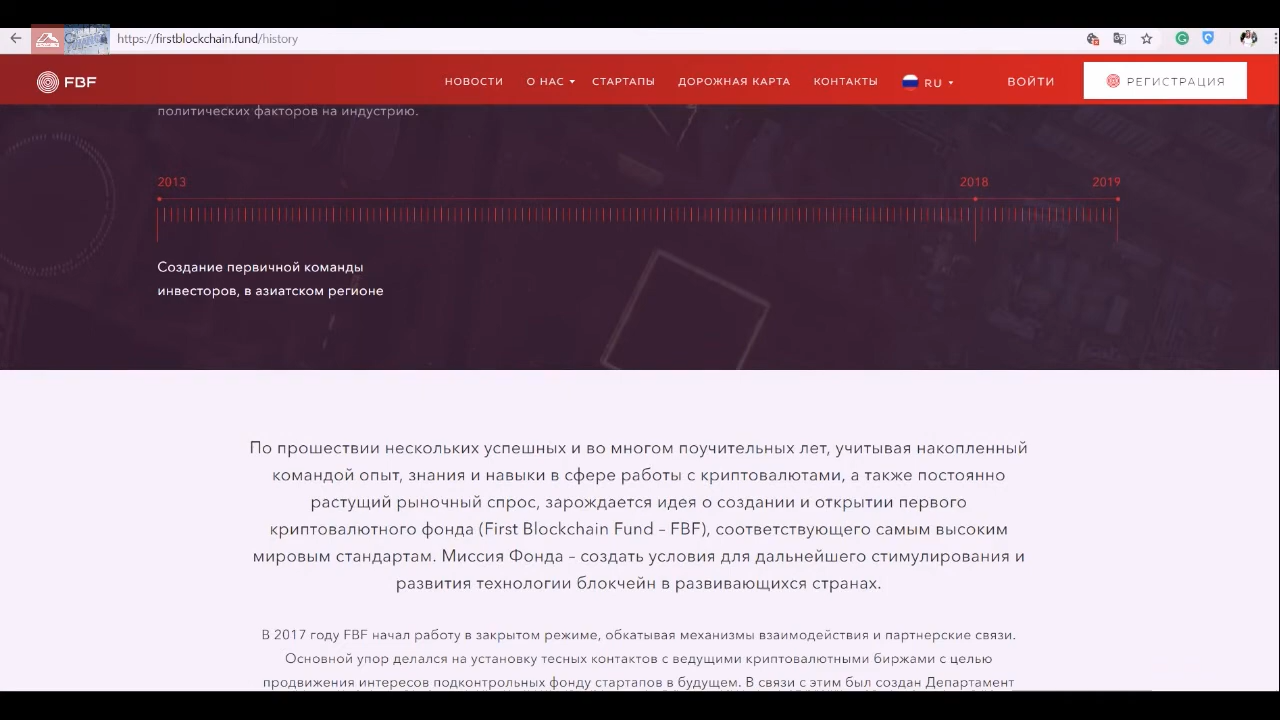 https://firstblockchain.fund/history
FBF
НОВОСТИ
О НАС
СТАРТАПЫ
ДОРОЖНАЯ КАРТА
КОНТАКТЫ
RU
ВОЙТИ
РЕГИСТРАЦИЯ
политических факторов на индустрию.
2013
2018
2019
Создание первичной команды
инвесторов, в азиатском регионе
По прошествии нескольких успешных и во многом поучительных лет, учитывая накопленный
командой опыт, знания и навыки в сфере работы с криптовалютами, а также постоянно
растущий рыночный спрос, зарождается идея о создании и открытии первого
криптовалютного фонда (First Blockchain Fund – FBF), соответствующего самым высоким
мировым стандартам. Миссия Фонда – создать условия для дальнейшего стимулирования и
развития технологии блокчейн в развивающихся странах.
В 2017 году FBF начал работу в закрытом режиме, обкатывая механизмы взаимодействия и партнерские связи.
Основной упор делался на установку тесных контактов с ведущими криптовалютными биржами с целью
продвижения интересов подконтрольных фонду стартапов в будущем. В связи с этим был создан Департамент